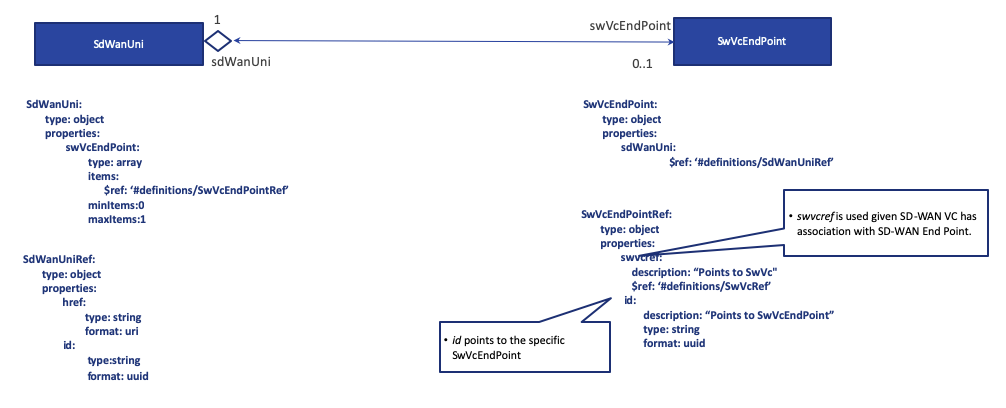 1
SdWanUni
sdWanUni
swVcEndPoint
SwVcEndPoint
0..1
SdWanUni:
type: object
properties:
swVcEndPoint:
type: array
items:
$ref: ‘#definitions/SwVcEndPointRef’
minItems:0
maxItems:1
SdWanUniRef:
type: object
properties:
href:
type: string
format: uri
id:
type:string
format: uuid
SwVcEndPoint:
type: object
properties:
sdWanUni:
$ref: ‘#definitions/SdWanUniRef’
SwVcEndPointRef:
type: object
properties:
swvcref:
description: “Points to SwVc"
$ref: ‘#definitions/SwVcRef’
id:
description: “Points to SwVcEndPoint”
type: string
format: uuid
• swvcref is used given SD-WAN VC has
association with SD-WAN End Point.
• id points to the specific
SwVcEndPoint